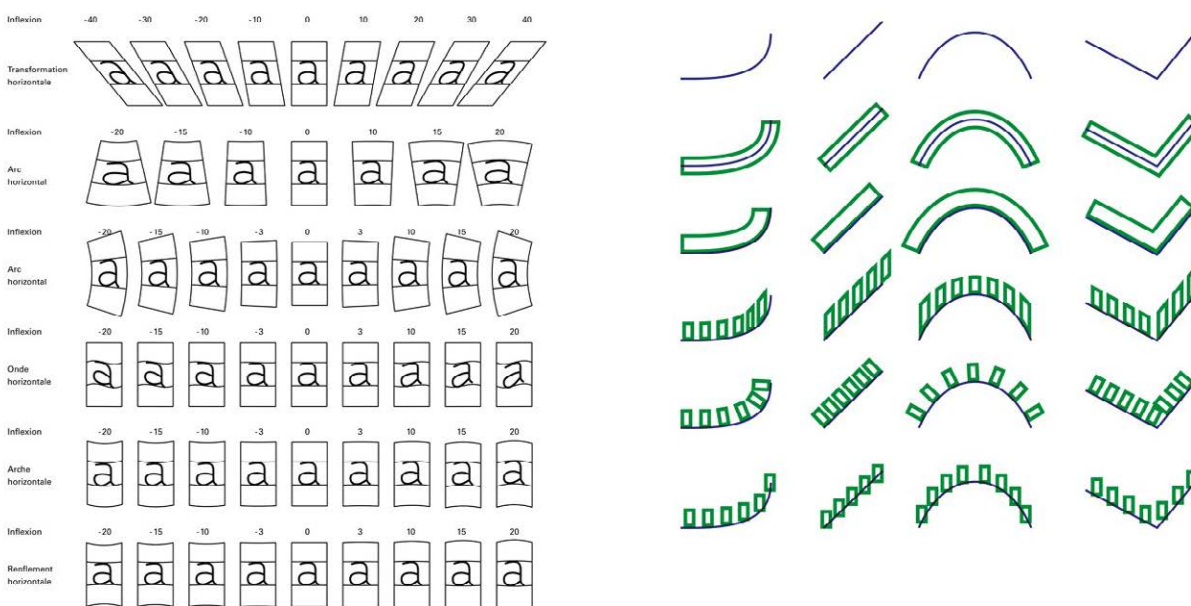 Inflexion -40 -30 -20 -10 0 10 20 30 40
Transformation
horizontale
a a a a a a a a a
Inflexion -20 -15 -10 0 10 15 20
Arc
horizontal
a a a a a a a
Inflexion -20 -15 -10 -3 0 3 10 15 20
Arc
horizontal
a a a a a a a a a
Inflexion -20 -15 -10 -3 0 3 10 15 20
Onde
horizontale
a a a a a a a a a
Inflexion -20 -15 -10 -3 0 3 10 15 20
Arche
horizontale
a a a a a a a a a
Inflexion -20 -15 -10 -3 0 3 10 15 20
Renflement
horizontale
a a a a a a a a a